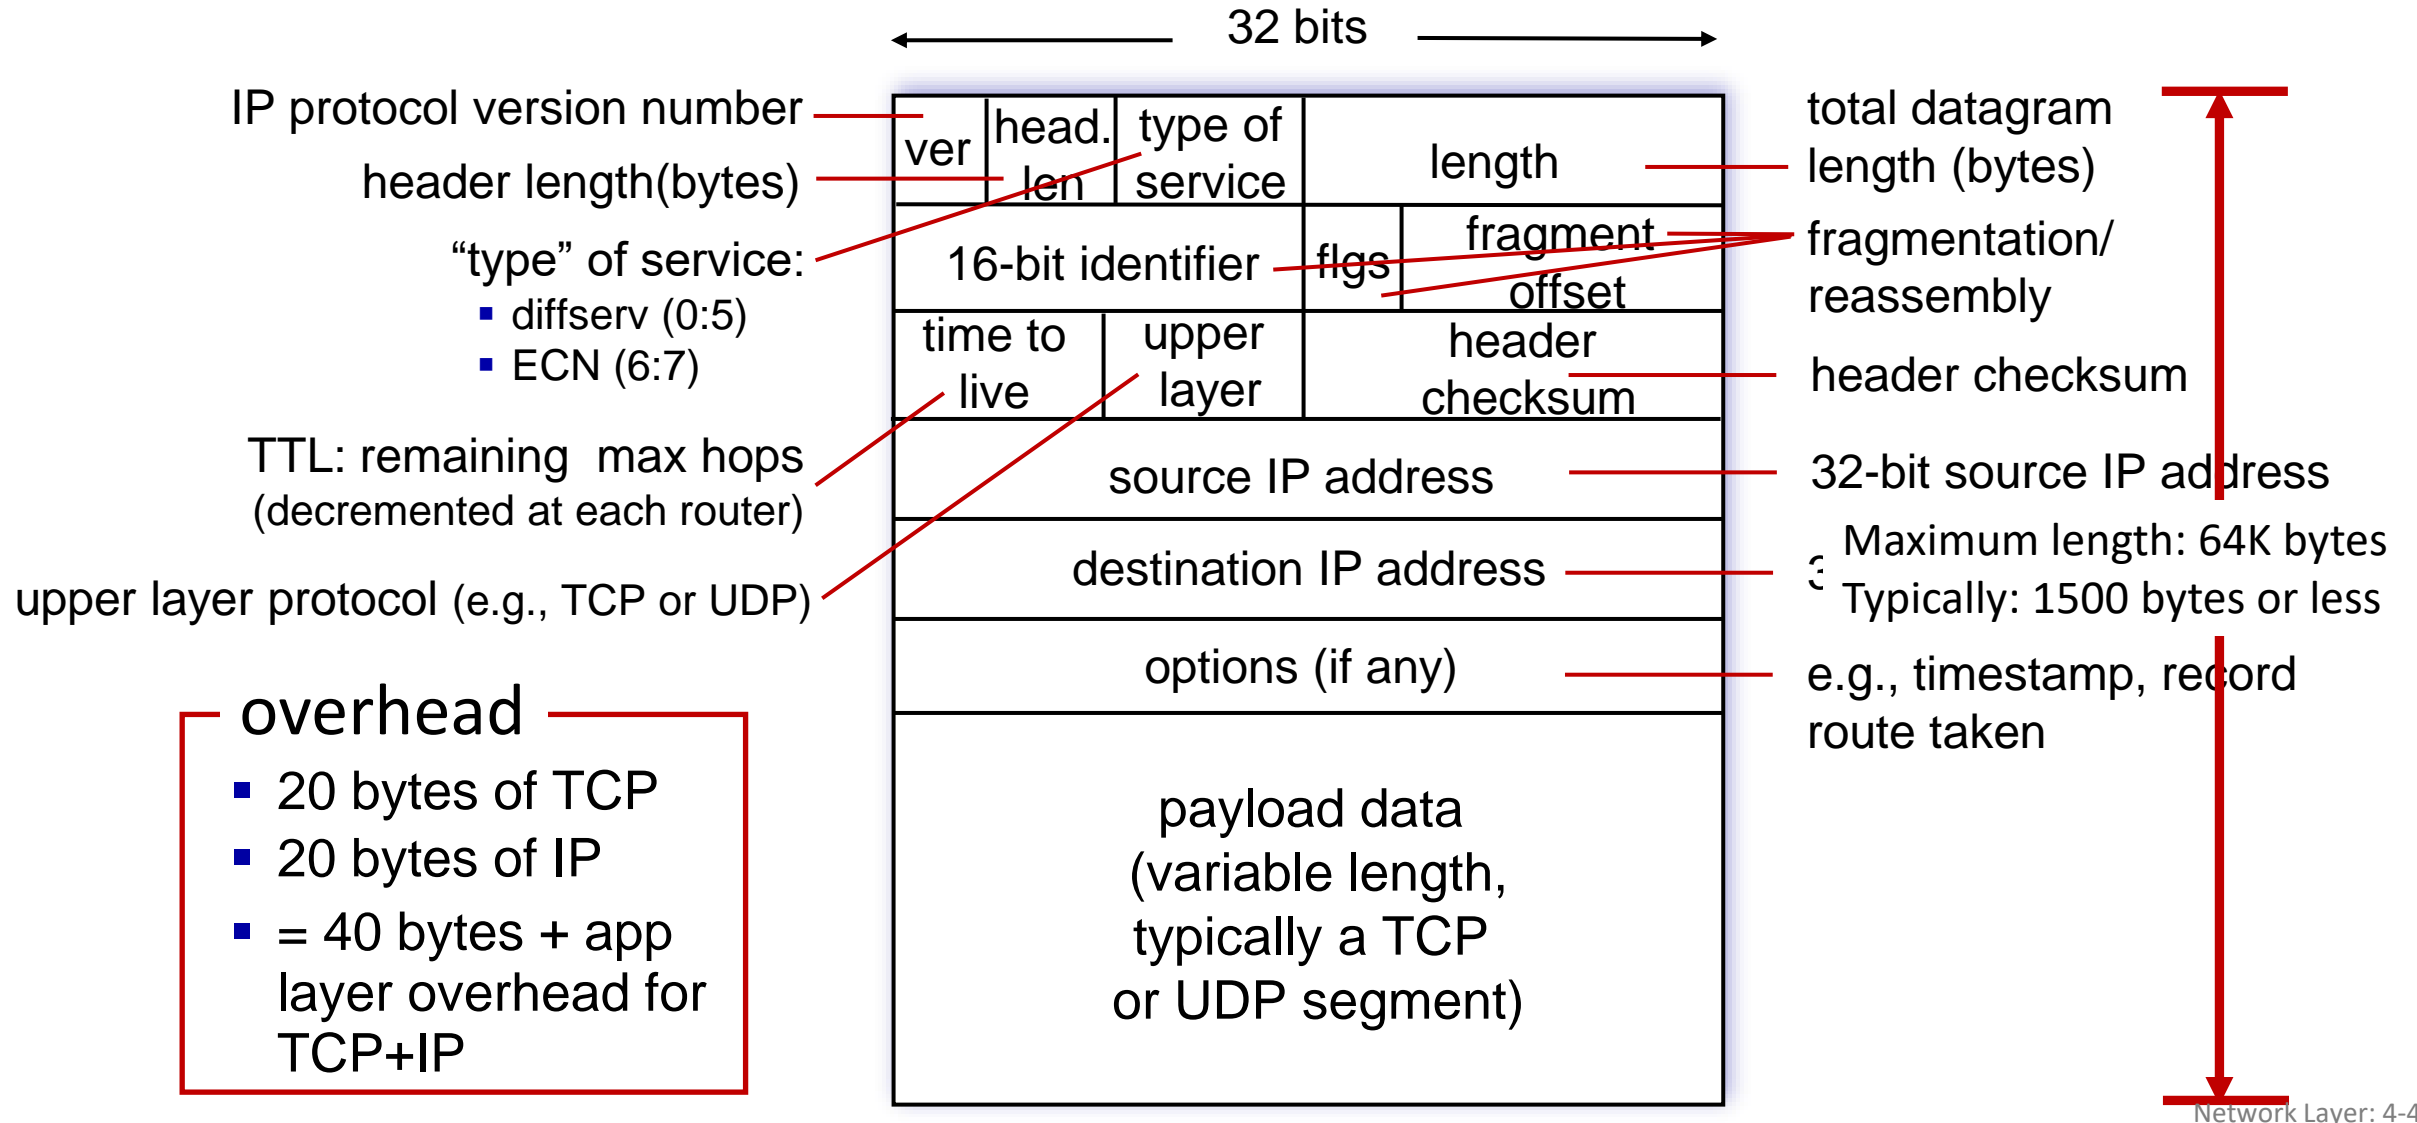 32 bits
IP protocol version number
header length(bytes)
“type” of service:
▪ diffserv (0:5)
▪ ECN (6:7)
TTL: remaining  max hops
(decremented at each router)
upper layer protocol (e.g., TCP or UDP)
overhead
▪ 20 bytes of TCP
▪ 20 bytes of IP
▪ = 40 bytes + app
layer overhead for
TCP+IP
ver
head.
len
type of
service
length
16-bit identifier
flgs
fragment
offset
time to
live
upper
layer
header
checksum
source IP address
destination IP address
options (if any)
payload data
(variable length,
typically a TCP
or UDP segment)
total datagram
length (bytes)
fragmentation/
reassembly
header checksum
32-bit source IP address
Maximum length: 64K bytes
Typically: 1500 bytes or less
e.g., timestamp, record
route taken
Network Layer: 4-4